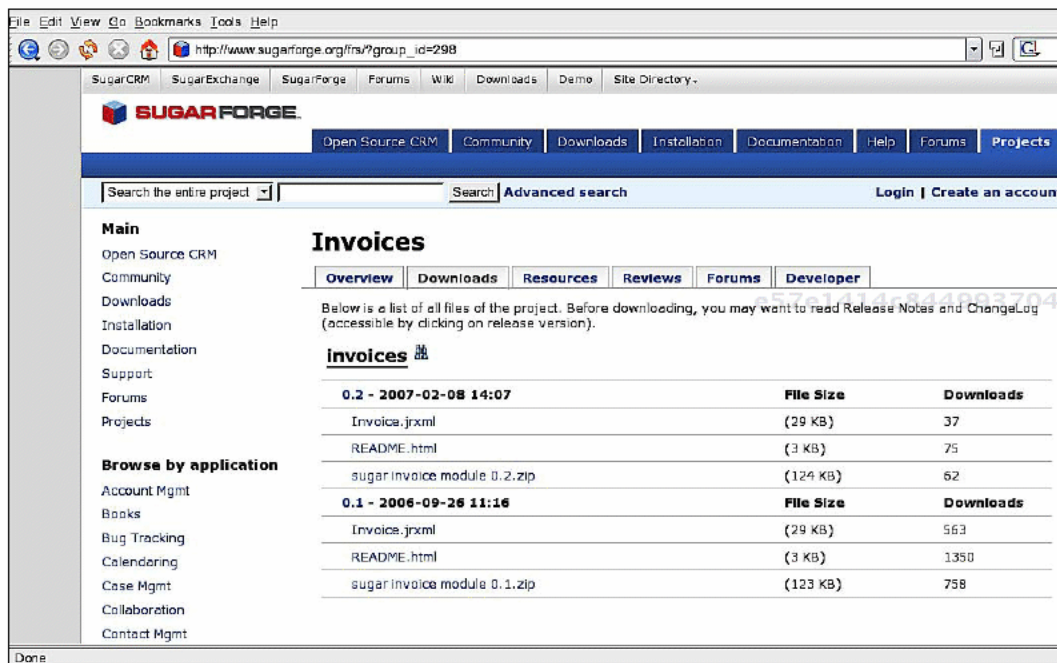 File Edit View Go Bookmarks Tools Help
http://www.sugarforge.org/frs/?group_id=298
SugarCRM SugarExchange SugarForge Forums Wiki Downloads Demo Site Directory
SUGARFORGE
Open Source CRM Community Downloads Installation Documentation Help Forums Projects
Search the entire project Search Advanced search Login | Create an accoun
Main
Open Source CRM
Community
Downloads
Installation
Documentation
Support
Forums
Projects
Browse by application
Account Mgmt
Books
Bug Tracking
Calendaring
Case Mgmt
Collaboration
Contact Mgmt
Invoices
Overview Downloads Resources Reviews Forums Developer
e57e1414c844993704
Below is a list of all files of the project. Before downloading, you may want to read Release Notes and ChangeLog
(accessible by clicking on release version).
invoices
0.2 - 2007-02-08 14:07 File Size Downloads
Invoice.jrxml (29 KB) 37
README.html (3 KB) 75
sugar invoice module 0.2.zip (124 KB) 62
0.1 - 2006-09-26 11:16 File Size Downloads
Invoice.jrxml (29 KB) 563
README.html (3 KB) 1350
sugar invoice module 0.1.zip (123 KB) 758
Done